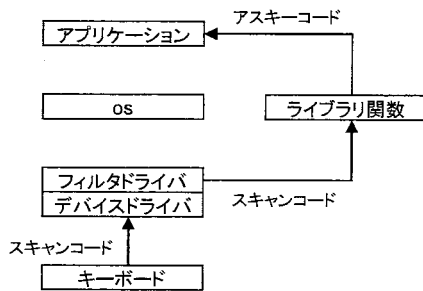 アスキーコード
アプリケーション
os
ライブラリ関数
フィルタドライバ
デバイスドライバ
スキャンコード
スキャンコード
キーボード